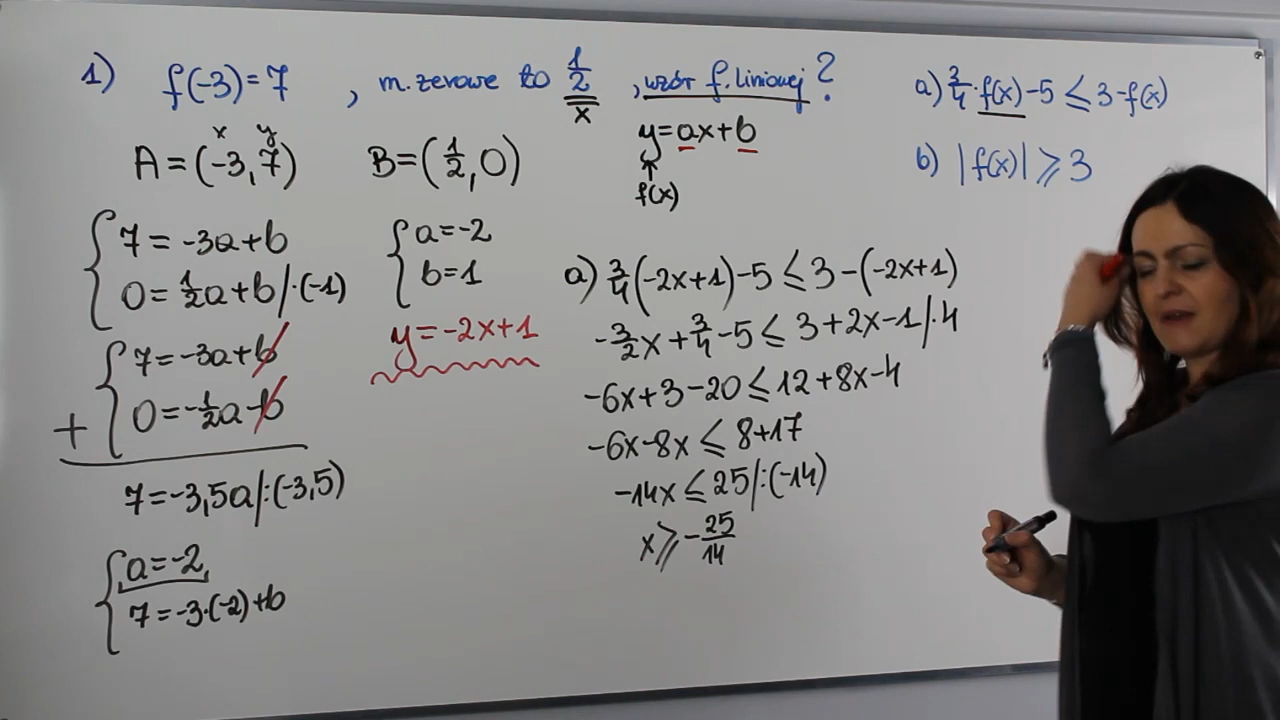 1) f(-3)=7 , m. zerowe to 1/2 , wzór f. liniowej ?
x
x y
A=(-3,7) B=(1/2,0)
y=ax+b
f(x)
{ 7=-3a+b
0=1/2a+b/·(-1)
{ 7=-3a+b
+ 0=-1/2a-b
7=-3,5a/:(-3,5)
{ a=-2
7=-3·(-2)+b
{ a=-2
b=1
y=-2x+1
a) 3/4·f(x)-5⩽3-f(x)
b) |f(x)|⩾3
a) 3/4(-2x+1)-5⩽3-(-2x+1)
-3/2x+3/4-5⩽3+2x-1/·4
-6x+3-20⩽12+8x-4
-6x-8x⩽8+17
-14x⩽25/:(-14)
x⩾-25/14